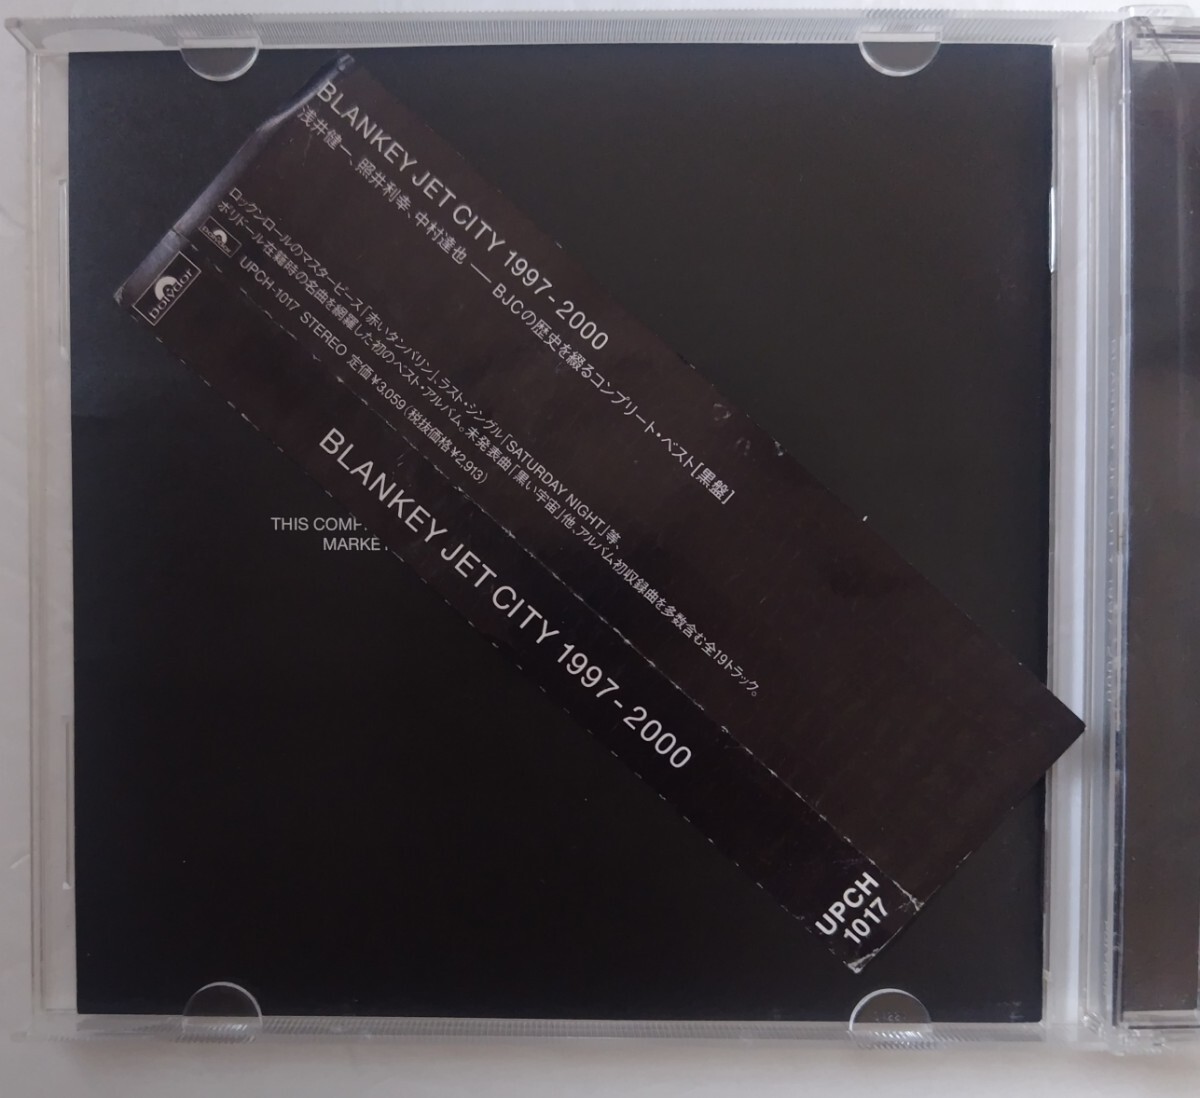 BLANKEY JET CITY 1997-2000
浅井健一、照井利幸、中村達也 ── BJCの歴史を綴るコンプリート・ベスト[黒盤]
ロックンロールのマスターピース「赤いタンバリン」、ラスト・シングル「SATURDAY NIGHT」等、
ポリドール在籍時の名曲を網羅した初のベスト・アルバム。未発表曲「黒い宇宙」他、アルバム初収録曲を多数含む全19トラック。
UPCH-1017 STEREO 定価¥3,059(税抜価格¥2,913)
polydor
BLANKEY JET CITY 1997-2000
UPCH
1017
THIS COMP
MARKE